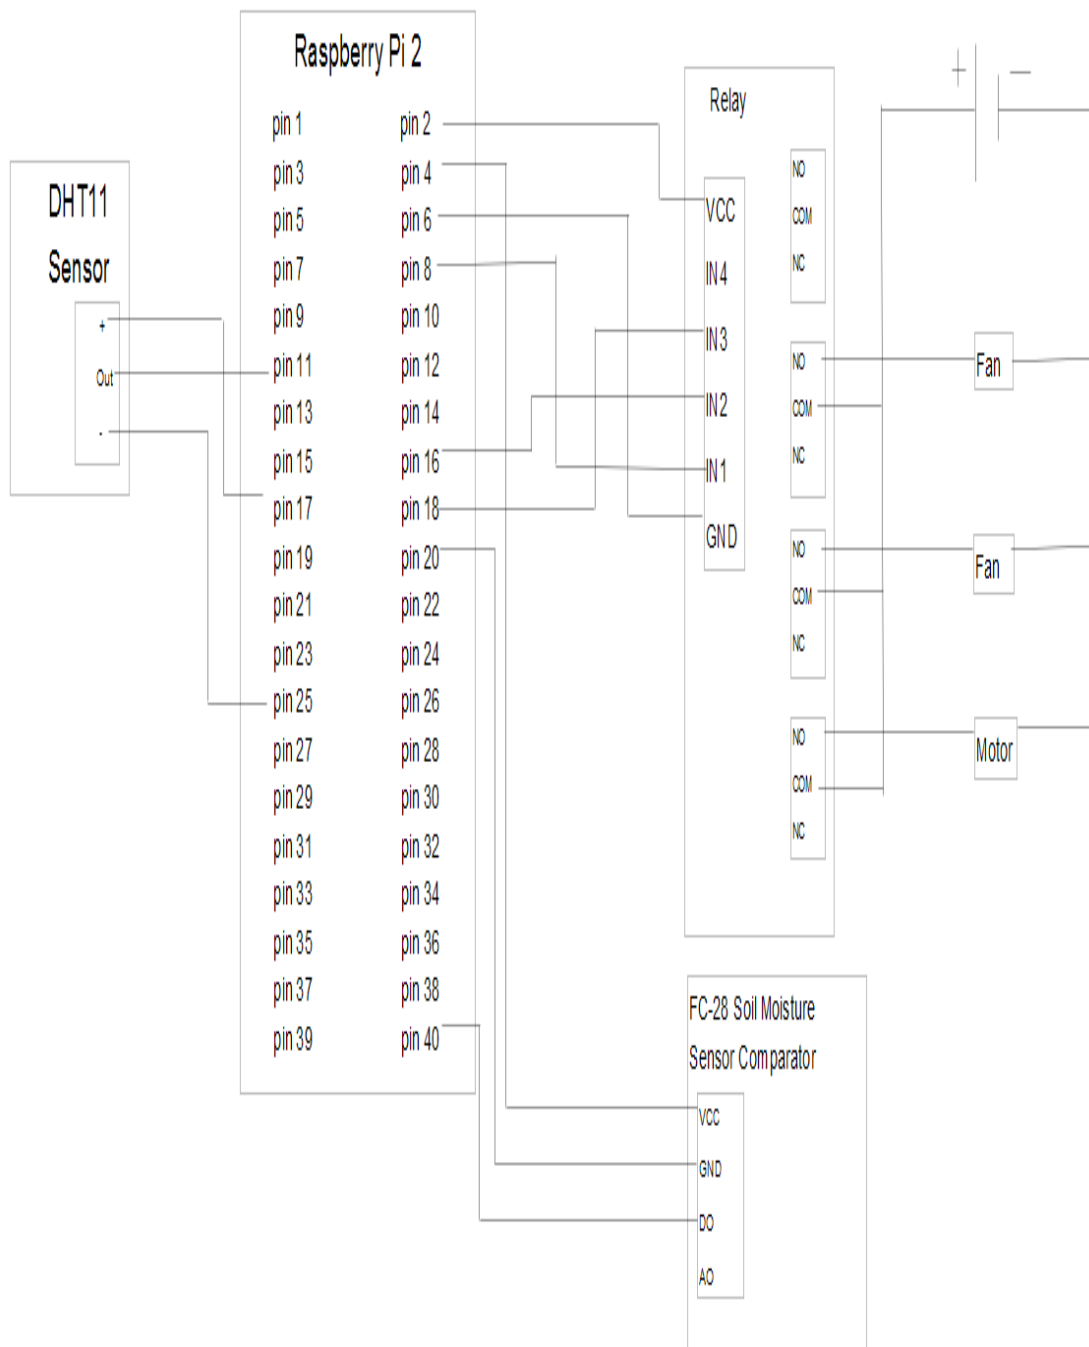 Raspberry Pi 2
pin 1 pin 2
pin 3 pin 4
pin 5 pin 6
pin 7 pin 8
pin 9 pin 10
pin 11 pin 12
pin 13 pin 14
pin 15 pin 16
pin 17 pin 18
pin 19 pin 20
pin 21 pin 22
pin 23 pin 24
pin 25 pin 26
pin 27 pin 28
pin 29 pin 30
pin 31 pin 32
pin 33 pin 34
pin 35 pin 36
pin 37 pin 38
pin 39 pin 40
DHT11
Sensor
+
Out
-
Relay
VCC
IN4
IN3
IN2
IN1
GND
NO
COM
NC
NO
COM
NC
NO
COM
NC
NO
COM
NC
+ −
Fan
Fan
Motor
FC-28 Soil Moisture
Sensor Comparator
VCC
GND
DO
AO